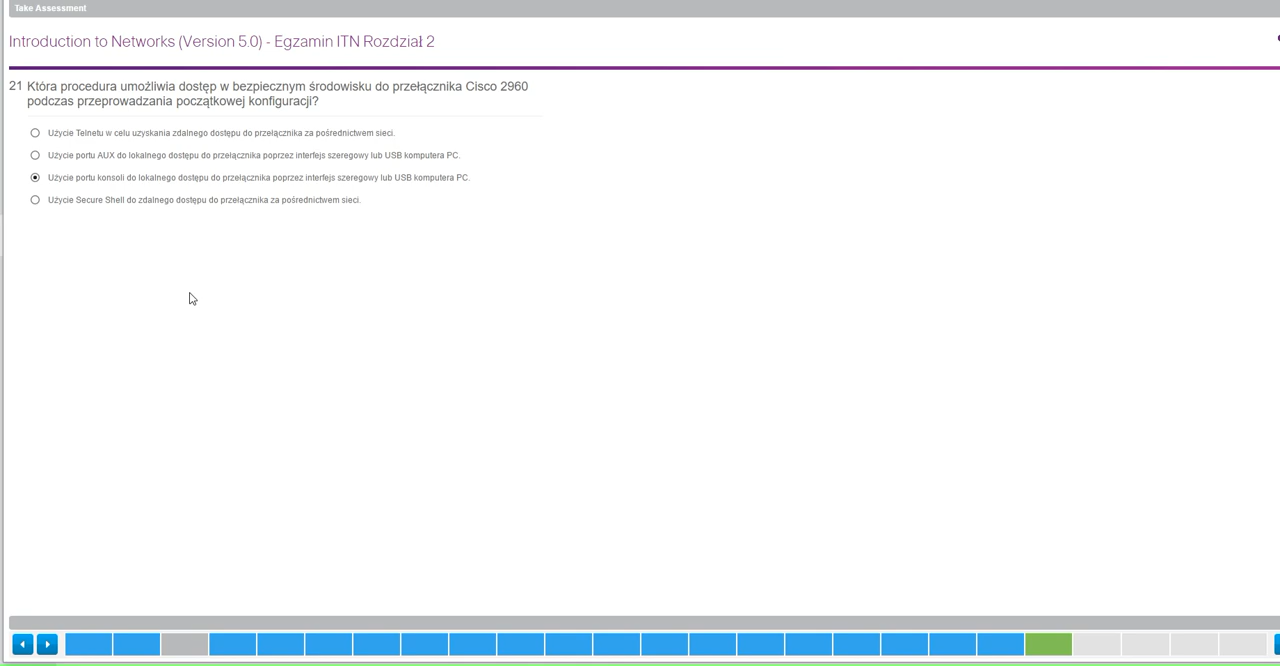 Take Assessment
Introduction to Networks (Version 5.0) - Egzamin ITN Rozdział 2
21 Która procedura umożliwia dostęp w bezpiecznym środowisku do przełącznika Cisco 2960
podczas przeprowadzania początkowej konfiguracji?
Użycie Telnetu w celu uzyskania zdalnego dostępu do przełącznika za pośrednictwem sieci.
Użycie portu AUX do lokalnego dostępu do przełącznika poprzez interfejs szeregowy lub USB komputera PC.
Użycie portu konsoli do lokalnego dostępu do przełącznika poprzez interfejs szeregowy lub USB komputera PC.
Użycie Secure Shell do zdalnego dostępu do przełącznika za pośrednictwem sieci.